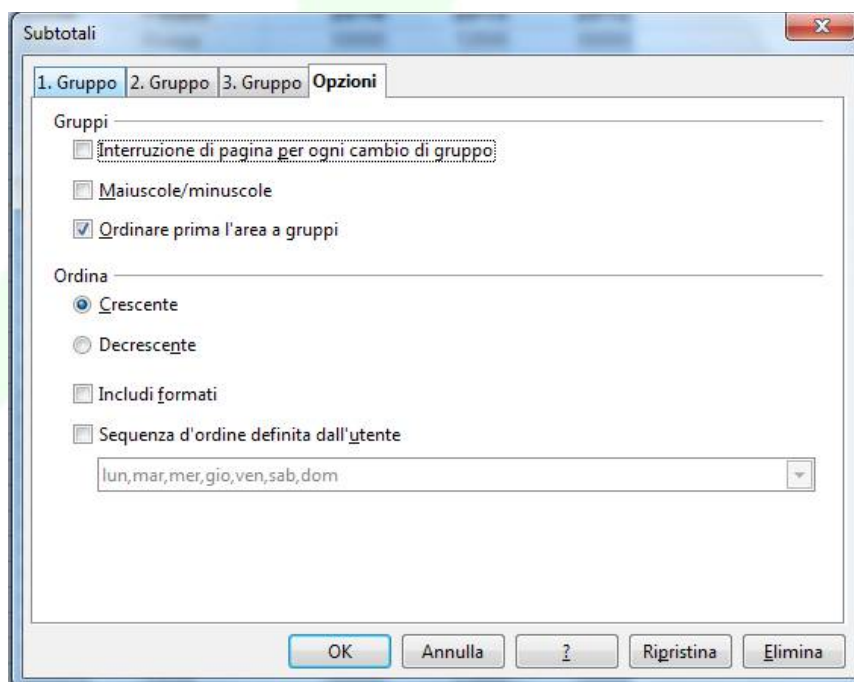 Subtotali
1. Gruppo 2. Gruppo 3. Gruppo Opzioni
Gruppi
Interruzione di pagina per ogni cambio di gruppo
Maiuscole/minuscole
Ordinare prima l'area a gruppi
Ordina
Crescente
Decrescente
Includi formati
Sequenza d'ordine definita dall'utente
lun,mar,mer,gio,ven,sab,dom
OK Annulla ? Ripristina Elimina